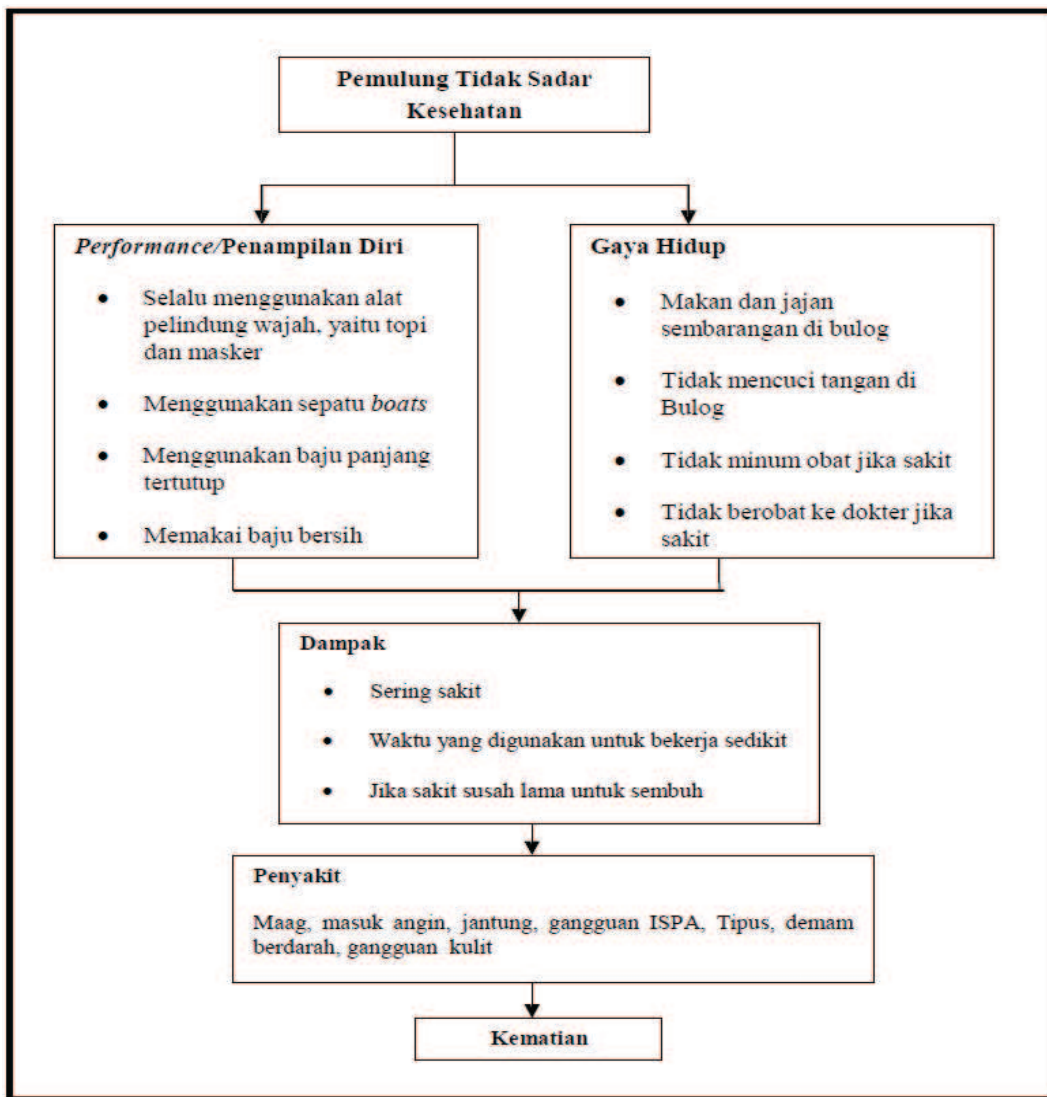 Pemulung Tidak Sadar
Kesehatan
Performance/Penampilan Diri
• Selalu menggunakan alat
pelindung wajah, yaitu topi
dan masker
• Menggunakan sepatu boats
• Menggunakan baju panjang
tertutup
• Memakai baju bersih
Gaya Hidup
• Makan dan jajan
sembarangan di bulog
• Tidak mencuci tangan di
Bulog
• Tidak minum obat jika sakit
• Tidak berobat ke dokter jika
sakit
Dampak
• Sering sakit
• Waktu yang digunakan untuk bekerja sedikit
• Jika sakit susah lama untuk sembuh
Penyakit
Maag, masuk angin, jantung, gangguan ISPA, Tipus, demam
berdarah, gangguan kulit
Kematian